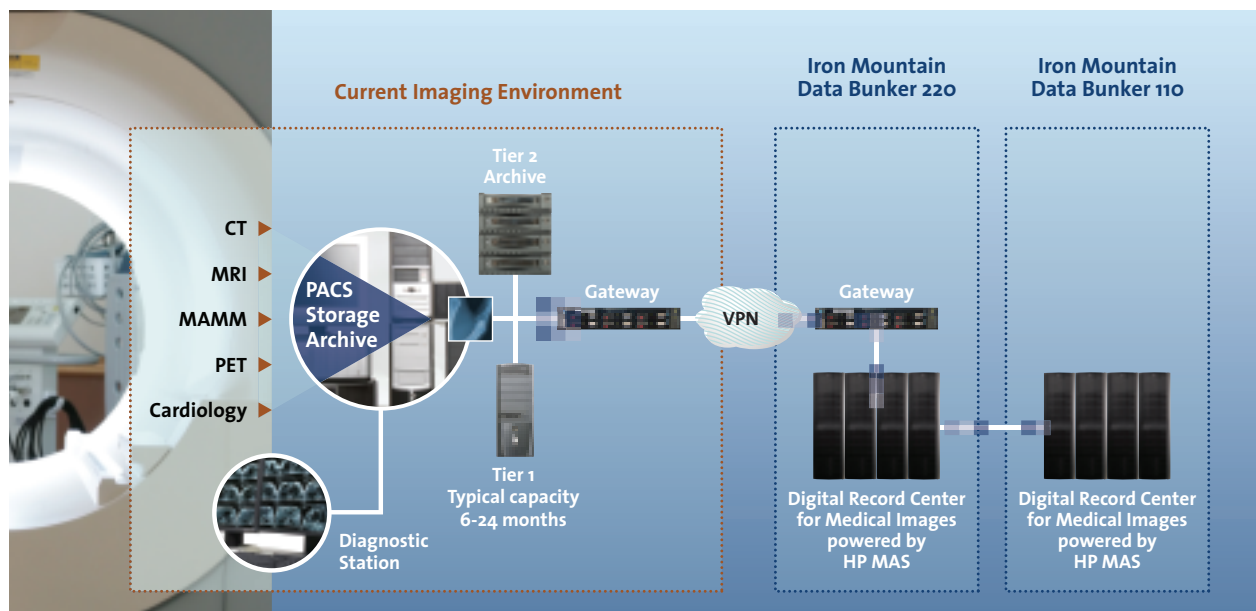 Current Imaging Environment
Iron Mountain
Data Bunker 220
Iron Mountain
Data Bunker 110
Tier 2
Archive
CT
MRI
MAMM
PET
Cardiology
PACS
Storage
Archive
Gateway
VPN
Gateway
Tier 1
Typical capacity
6-24 months
Diagnostic
Station
Digital Record Center
for Medical Images
powered by
HP MAS
Digital Record Center
for Medical Images
powered by
HP MAS